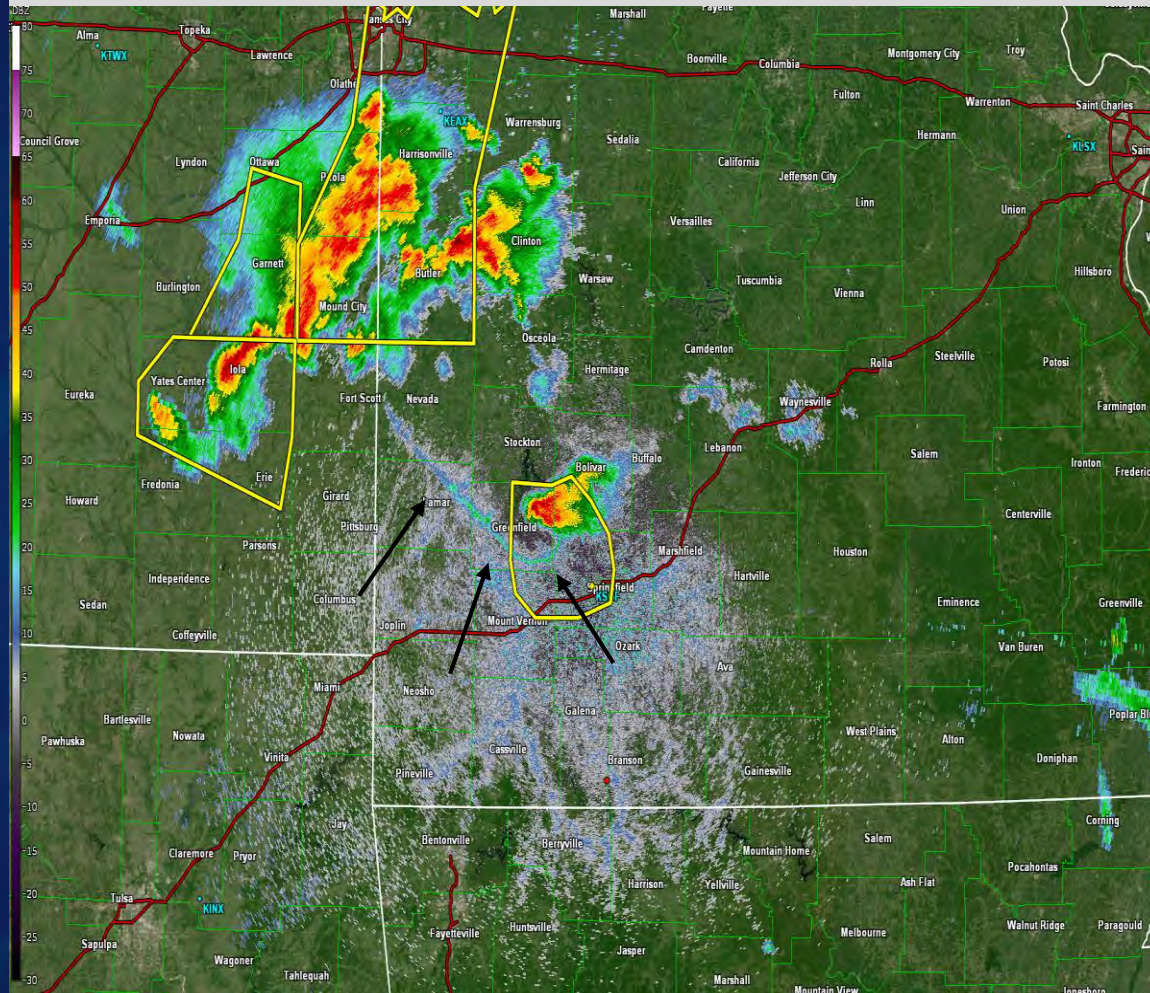 DBZ
80
75
70
65
60
55
50
45
40
35
30
25
20
15
10
5
0
-5
-10
-15
-20
-25
-30
Marshall
Alma
Topeka
KTWX
Lawrence
Boonville
Columbia
Montgomery City
Troy
Olathe
Fulton
Warrenton
Saint Charles
KEAX
Warrensburg
Council Grove
Sedalia
Hermann
KLSX
Lyndon
Ottawa
Harrisonville
California
Jefferson City
Linn
Union
Emporia
Versailles
Clinton
Garnett
Butler
Hillsboro
Burlington
Warsaw
Tuscumbia
Vienna
Mound City
Osceola
Camdenton
Steelville
Potosi
Rolla
Iola
Hermitage
Yates Center
Eureka
Fort Scott
Nevada
Waynesville
Farmington
Stockton
Lebanon
Salem
Buffalo
Bolivar
Ironton
Erie
Fredonia
Howard
Girard
Centerville
Pittsburg
Greenfield
Parsons
Marshfield
Houston
Independence
Hartville
Sedan
Columbus
Springfield
Eminence
Greenville
Coffeyville
Joplin
Mount Vernon
Ozark
Van Buren
Ava
Miami
Neosho
Galena
Bartlesville
Pawhuska
Nowata
West Plains
Alton
Cassville
Vinita
Branson
Doniphan
Pineville
Gainesville
Jay
Corning
Bentonville
Berryville
Salem
Claremore
Pryor
Mountain Home
Pocahontas
Harrison
Yellville
Ash Flat
Tulsa
KINX
Fayetteville
Huntsville
Melbourne
Walnut Ridge
Paragould
Sapulpa
Jasper
Wagoner
Tahlequah
Marshall
Mountain View